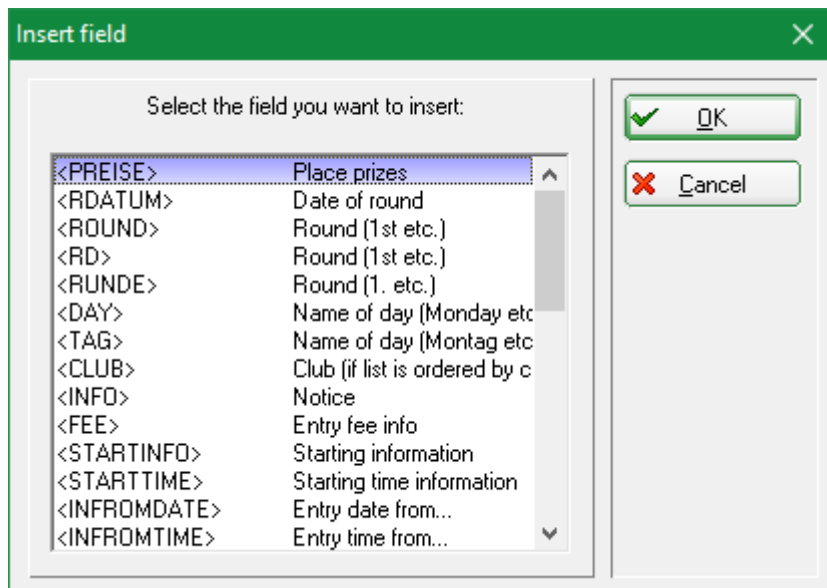 Insert field
Select the field you want to insert:
<PREISE> Place prizes
<RDATUM> Date of round
<ROUND> Round (1st etc.)
<RD> Round (1st etc.)
<RUNDE> Round (1. etc.)
<DAY> Name of day (Monday etc
<TAG> Name of day (Montag etc
<CLUB> Club (if list is ordered by c
<INFO> Notice
<FEE> Entry fee info
<STARTINFO> Starting information
<STARTTIME> Starting time information
<INFROMDATE> Entry date from...
<INFROMTIME> Entry time from...
OK
Cancel